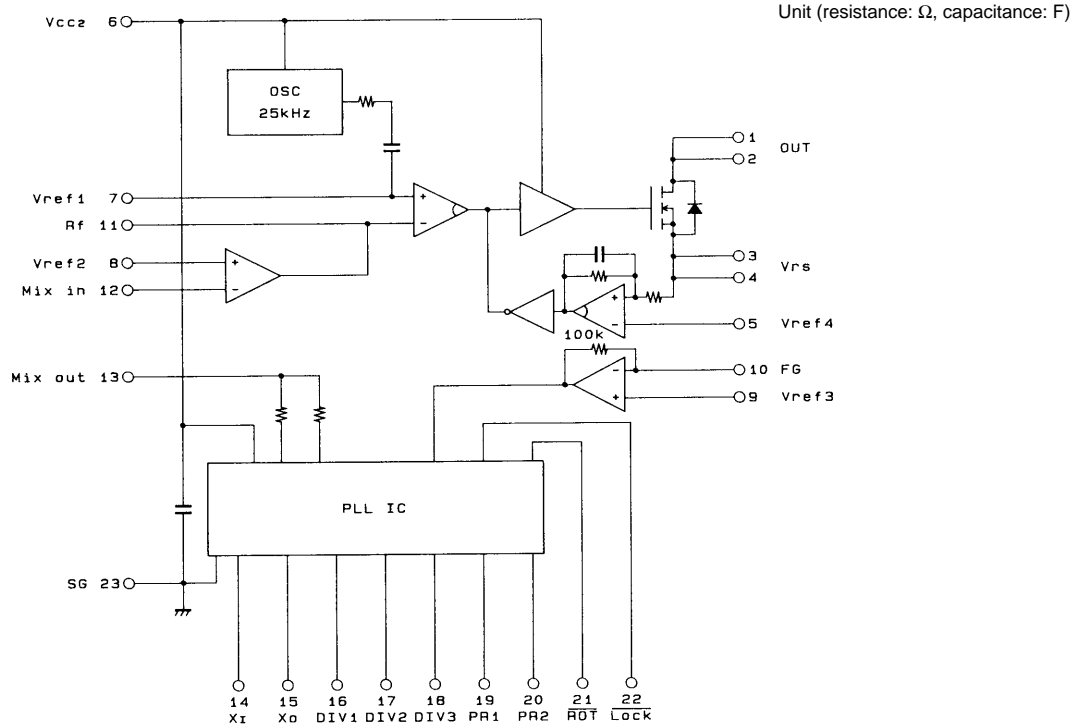 Unit (resistance: Ω, capacitance: F)
Vcc2 6
OSC
25kHz
1
2
OUT
Vref1 7
+
-
Rf 11
Vref2 8
+
-
Mix in 12
3
4
Vrs
+
-
5 Vref4
100k
Mix out 13
-
+
10 FG
9 Vref3
PLL IC
SG 23
14 15 16 17 18 19 20 21 22
XI XO DIV1 DIV2 DIV3 PR1 PR2 ROT Lock